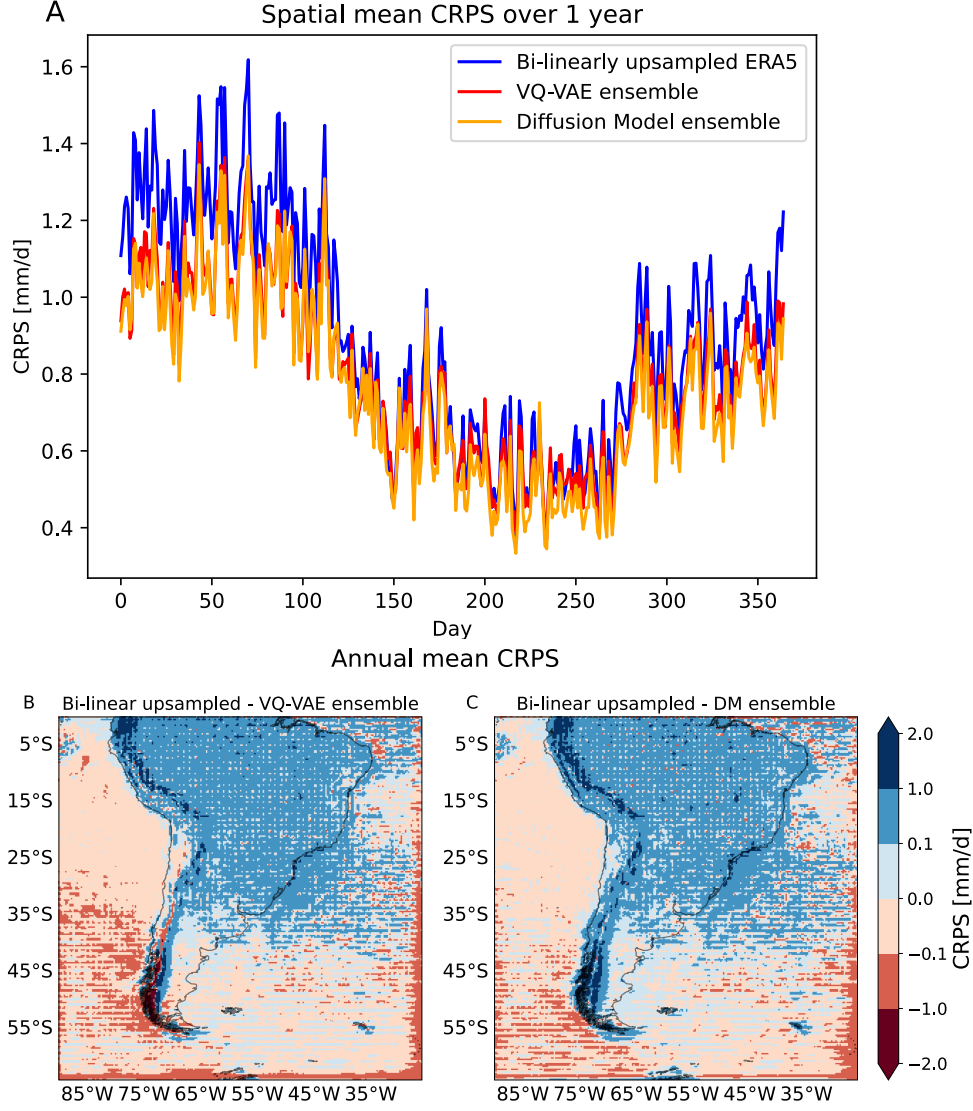 A
Spatial mean CRPS over 1 year
Bi-linearly upsampled ERA5
VQ-VAE ensemble
Diffusion Model ensemble
CRPS [mm/d]
1.6
1.4
1.2
1.0
0.8
0.6
0.4
0 50 100 150 200 250 300 350
Day
Annual mean CRPS
B Bi-linear upsampled - VQ-VAE ensemble
5°S
15°S
25°S
35°S
45°S
55°S
85°W 75°W 65°W 55°W 45°W 35°W
C Bi-linear upsampled - DM ensemble
5°S
15°S
25°S
35°S
45°S
55°S
85°W 75°W 65°W 55°W 45°W 35°W
2.0
1.0
0.1
0.0
−0.1
−1.0
−2.0
CRPS [mm/d]